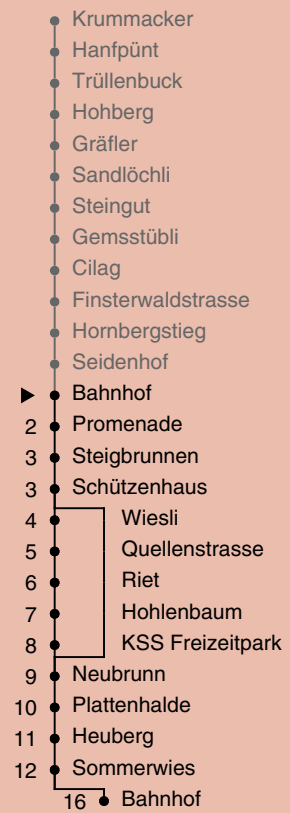 Krummacker
Hanfpünt
Trüllenbuck
Hohberg
Gräfler
Sandlöchli
Steingut
Gemsstübli
Cilag
Finsterwaldstrasse
Hornbergstieg
Seidenhof
Bahnhof
2 Promenade
3 Steigbrunnen
3 Schützenhaus
4 Wiesli
5 Quellenstrasse
6 Riet
7 Hohlenbaum
8 KSS Freizeitpark
9 Neubrunn
10 Plattenhalde
11 Heuberg
12 Sommerwies
16 Bahnhof